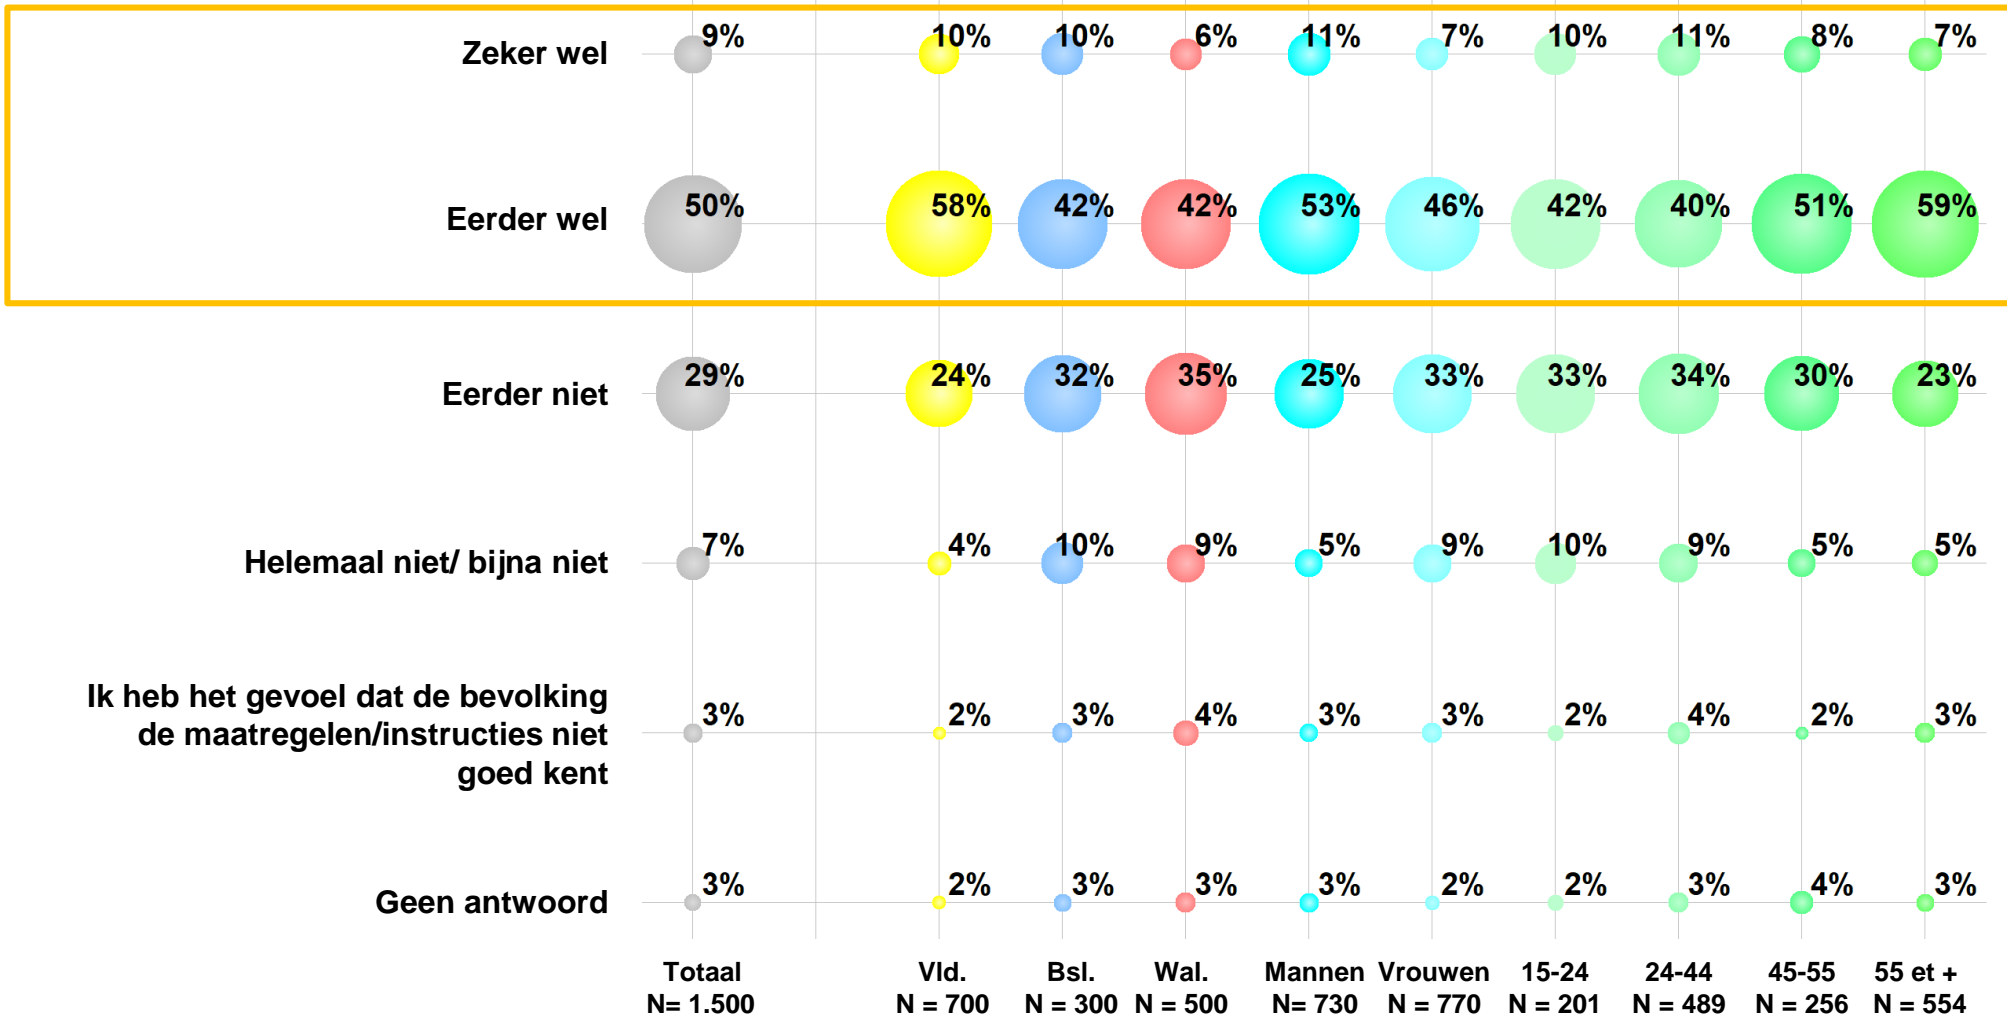 Zeker wel 9% 10% 10% 6% 11% 7% 10% 11% 8% 7%
Eerder wel 50% 58% 42% 42% 53% 46% 42% 40% 51% 59%
Eerder niet 29% 24% 32% 35% 25% 33% 33% 34% 30% 23%
Helemaal niet/ bijna niet 7% 4% 10% 9% 5% 9% 10% 9% 5% 5%
Ik heb het gevoel dat de bevolking
de maatregelen/instructies niet
goed kent
3% 2% 3% 4% 3% 3% 2% 4% 2% 3%
Geen antwoord 3% 2% 3% 3% 3% 2% 2% 3% 4% 3%
Totaal Vld. Bsl. Wal. Mannen Vrouwen 15-24 24-44 45-55 55 et +
N= 1.500 N = 700 N = 300 N = 500 N= 730 N = 770 N = 201 N = 489 N = 256 N = 554